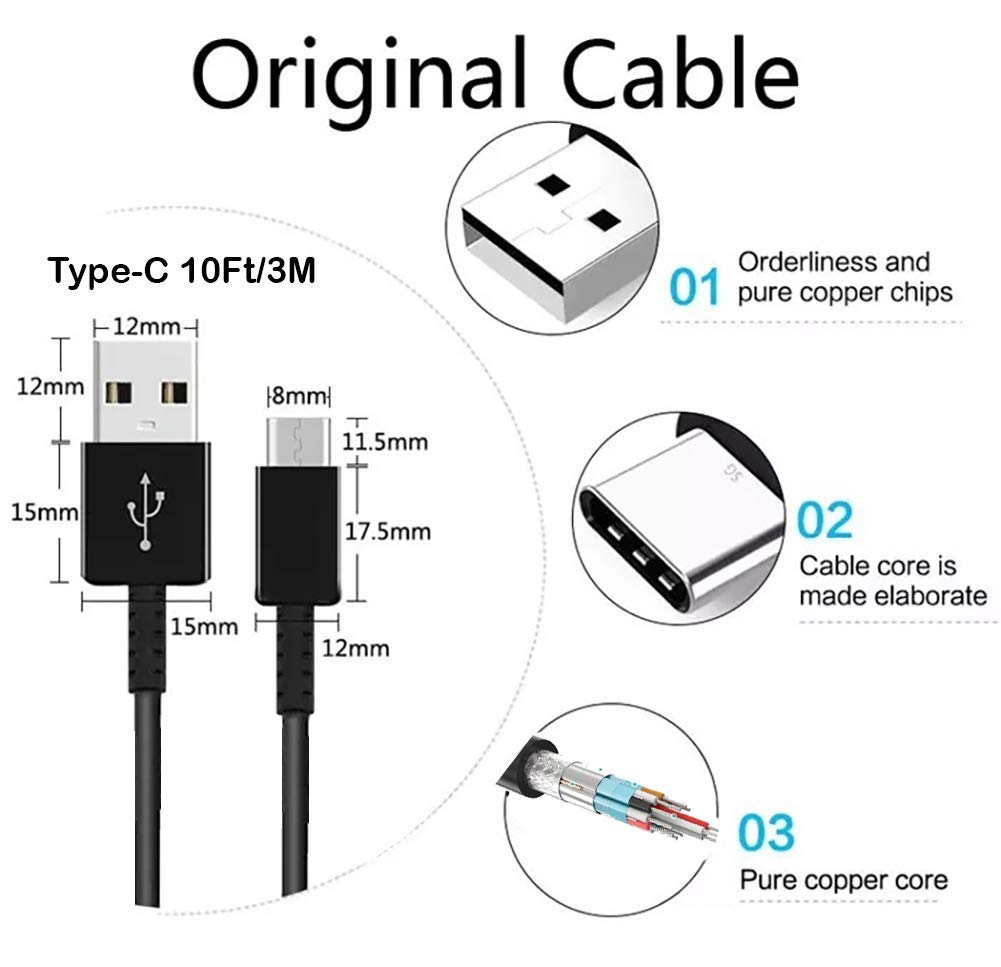 Original Cable
Type-C 10Ft/3M
12mm
12mm
15mm
15mm
8mm
11.5mm
17.5mm
12mm
01
Orderliness and
pure copper chips
5G
02
Cable core is
made elaborate
03
Pure copper core